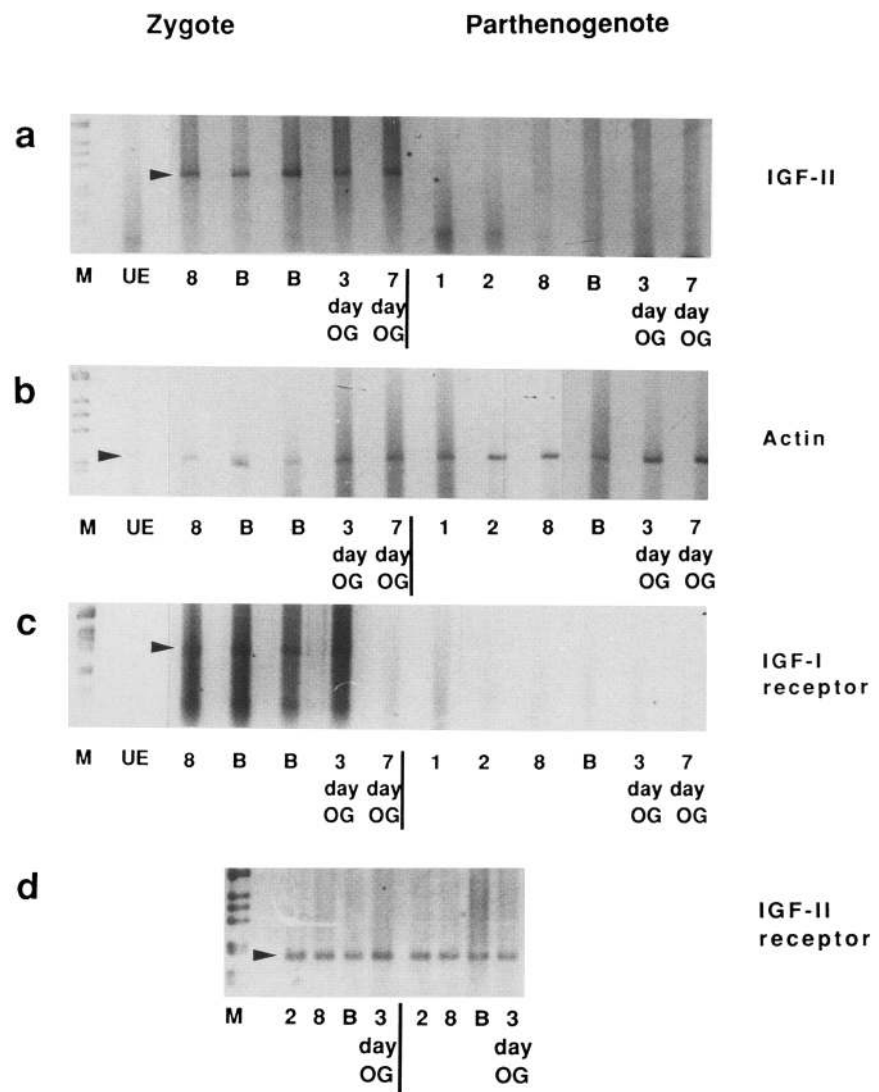 Zygote Parthenogenote
a
IGF-II
M UE 8 B B 3 7 1 2 8 B 3 7
day day day day
OG OG OG OG
b
Actin
M UE 8 B B 3 7 1 2 8 B 3 7
day day day day
OG OG OG OG
c
IGF-I
receptor
M UE 8 B B 3 7 1 2 8 B 3 7
day day day day
OG OG OG OG
d
IGF-II
receptor
M 2 8 B 3 2 8 B 3
day day
OG OG